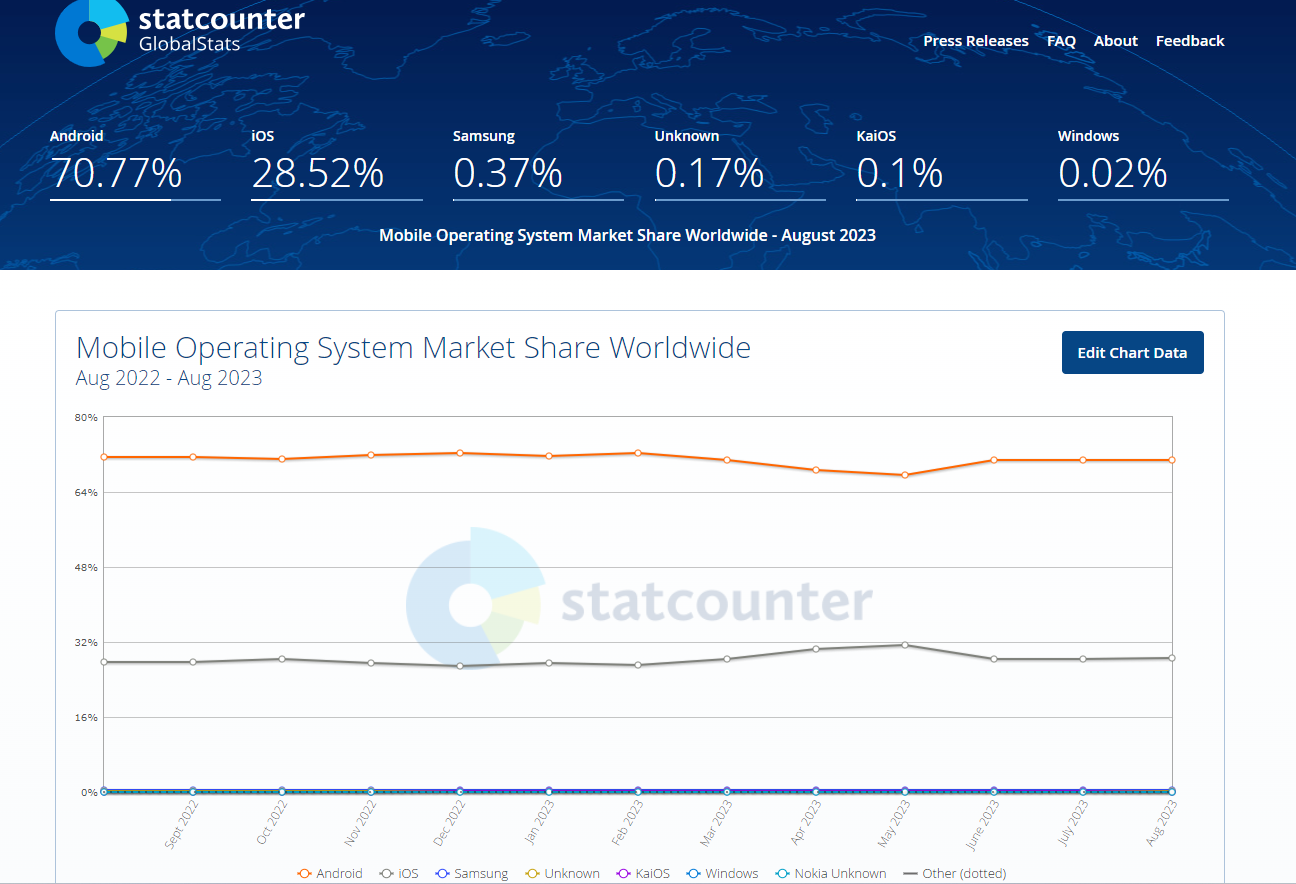 statcounter
GlobalStats
Press Releases FAQ About Feedback
Android iOS Samsung Unknown KaiOS Windows
70.77% 28.52% 0.37% 0.17% 0.1% 0.02%
Mobile Operating System Market Share Worldwide - August 2023
Mobile Operating System Market Share Worldwide
Edit Chart Data
Aug 2022 - Aug 2023
80%
64%
48%
statcounter
32%
16%
0%
Sept 2022 Oct 2022 Nov 2022 Dec 2022 Jan 2023 Feb 2023 Mar 2023 Apr 2023 May 2023 June 2023 July 2023 Aug 2023
Android iOS Samsung Unknown KaiOS Windows Nokia Unknown Other (dotted)